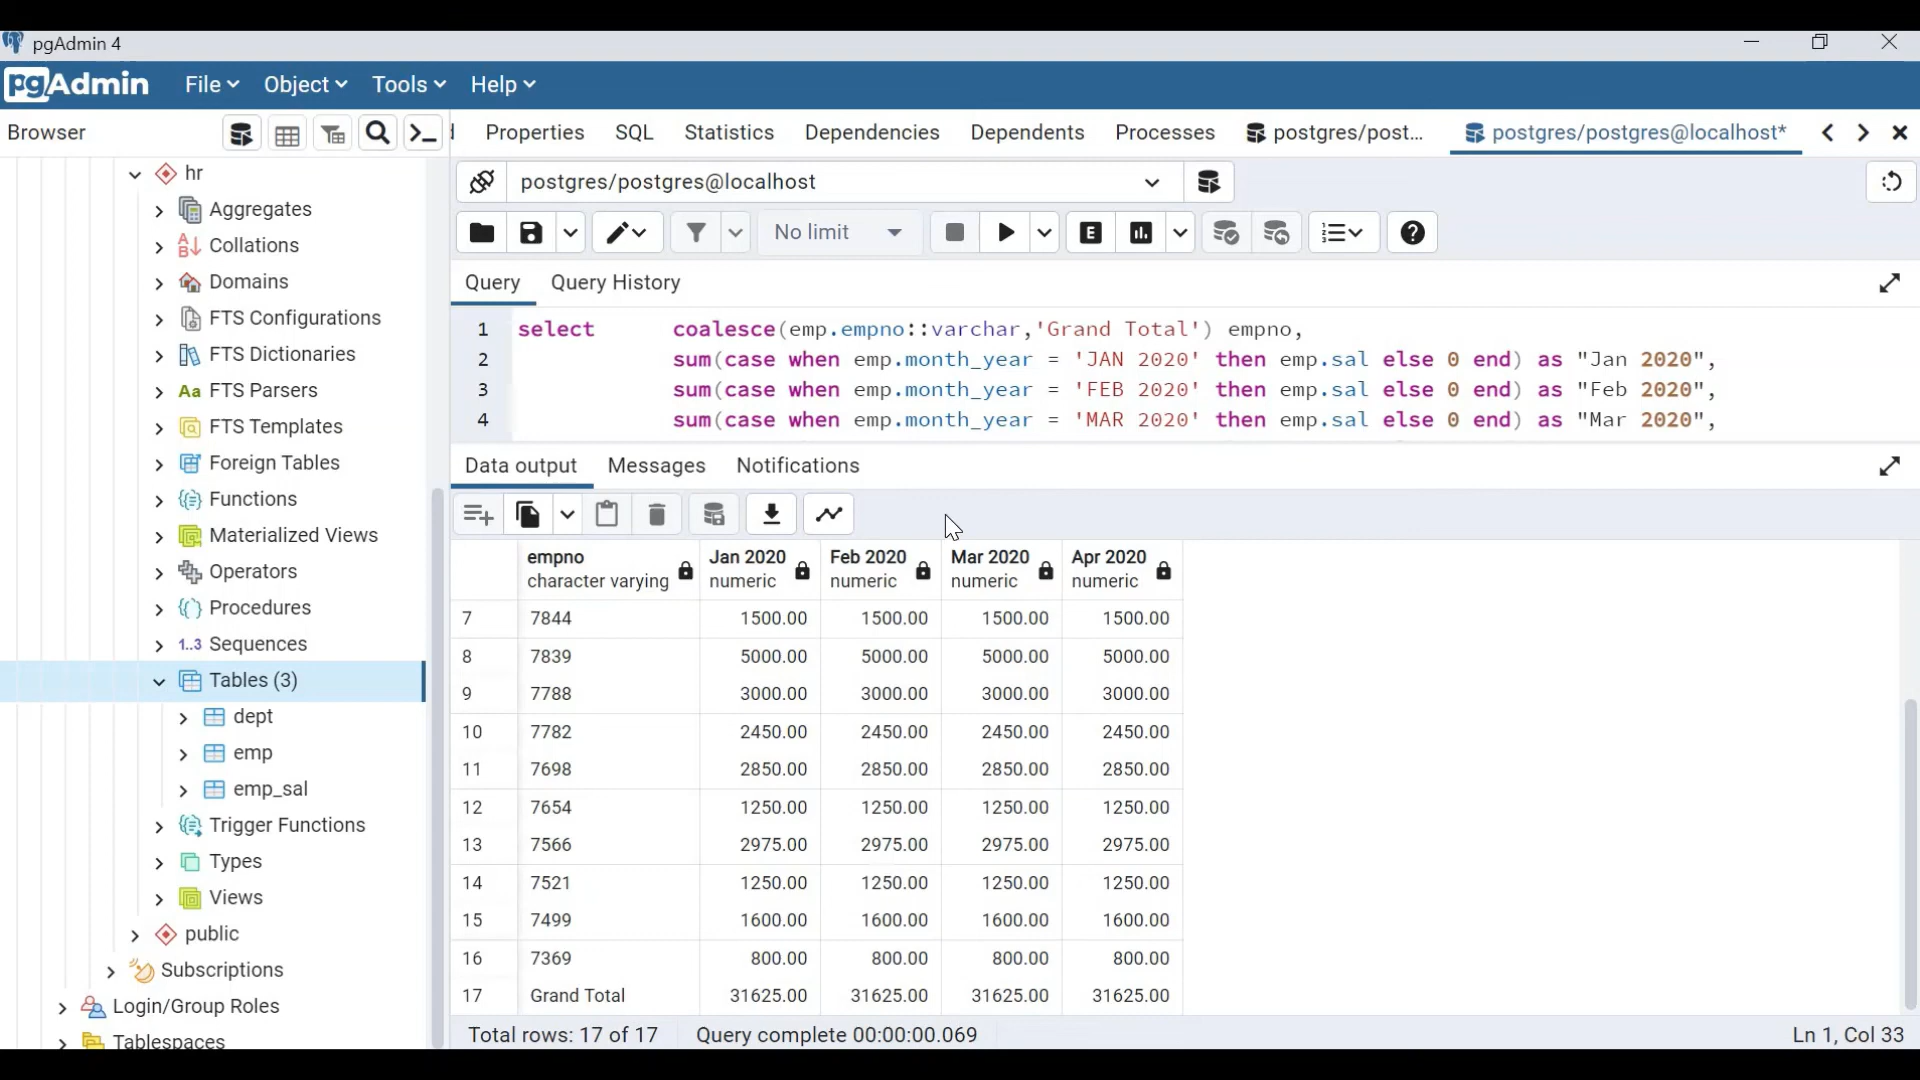 pgAdmin 4
pgAdmin File Object Tools Help
Browser
Properties SQL Statistics Dependencies Dependents Processes postgres/post... postgres/postgres@localhost*
postgres/postgres@localhost
No limit
Query Query History
1 select coalesce(emp.empno::varchar,'Grand Total') empno,
2 sum(case when emp.month_year = 'JAN 2020' then emp.sal else 0 end) as "Jan 2020",
3 sum(case when emp.month_year = 'FEB 2020' then emp.sal else 0 end) as "Feb 2020",
4 sum(case when emp.month_year = 'MAR 2020' then emp.sal else 0 end) as "Mar 2020",
Data output Messages Notifications
empno Jan 2020 Feb 2020 Mar 2020 Apr 2020
character varying numeric numeric numeric numeric
7 7844 1500.00 1500.00 1500.00 1500.00
8 7839 5000.00 5000.00 5000.00 5000.00
9 7788 3000.00 3000.00 3000.00 3000.00
10 7782 2450.00 2450.00 2450.00 2450.00
11 7698 2850.00 2850.00 2850.00 2850.00
12 7654 1250.00 1250.00 1250.00 1250.00
13 7566 2975.00 2975.00 2975.00 2975.00
14 7521 1250.00 1250.00 1250.00 1250.00
15 7499 1600.00 1600.00 1600.00 1600.00
16 7369 800.00 800.00 800.00 800.00
17 Grand Total 31625.00 31625.00 31625.00 31625.00
Total rows: 17 of 17 Query complete 00:00:00.069 Ln 1, Col 33
hr
Aggregates
Collations
Domains
FTS Configurations
FTS Dictionaries
Aa FTS Parsers
FTS Templates
Foreign Tables
Functions
Materialized Views
Operators
Procedures
1..3 Sequences
Tables (3)
dept
emp
emp_sal
Trigger Functions
Types
Views
public
Subscriptions
Login/Group Roles
Tablespaces